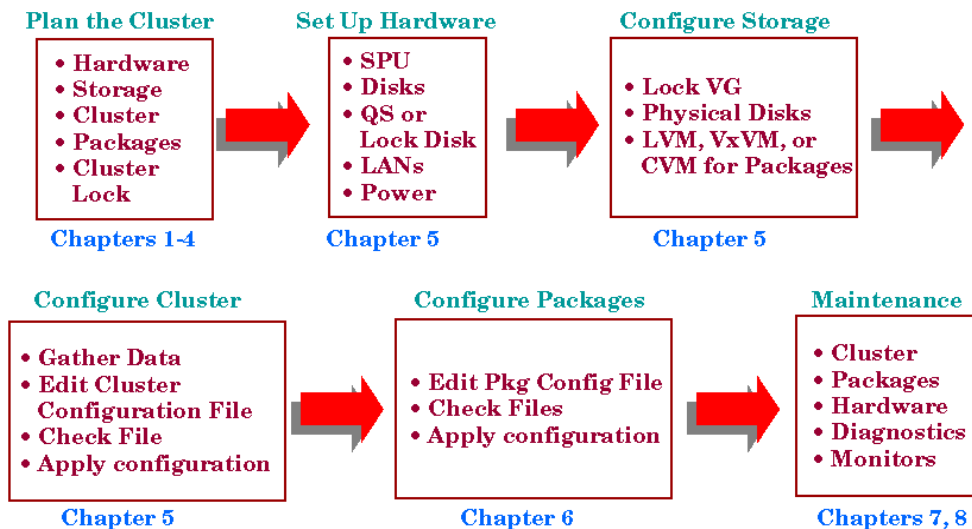 Plan the Cluster
• Hardware
• Storage
• Cluster
• Packages
• Cluster
Lock
Chapters 1-4
Set Up Hardware
• SPU
• Disks
• QS or
Lock Disk
• LANs
• Power
Chapter 5
Configure Storage
• Lock VG
• Physical Disks
• LVM, VxVM, or
CVM for Packages
Chapter 5
Configure Cluster
• Gather Data
• Edit Cluster
Configuration File
• Check File
• Apply configuration
Chapter 5
Configure Packages
• Edit Pkg Config File
• Check Files
• Apply configuration
Chapter 6
Maintenance
• Cluster
• Packages
• Hardware
• Diagnostics
• Monitors
Chapters 7, 8